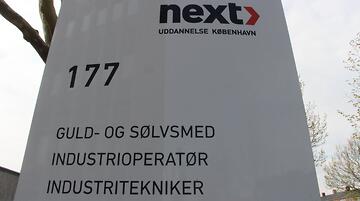 next
UDDANNELSE KØBENHAVN
177
GULD- OG SØLVSMED
INDUSTRIOPERATØR
INDUSTRITEKNIKER